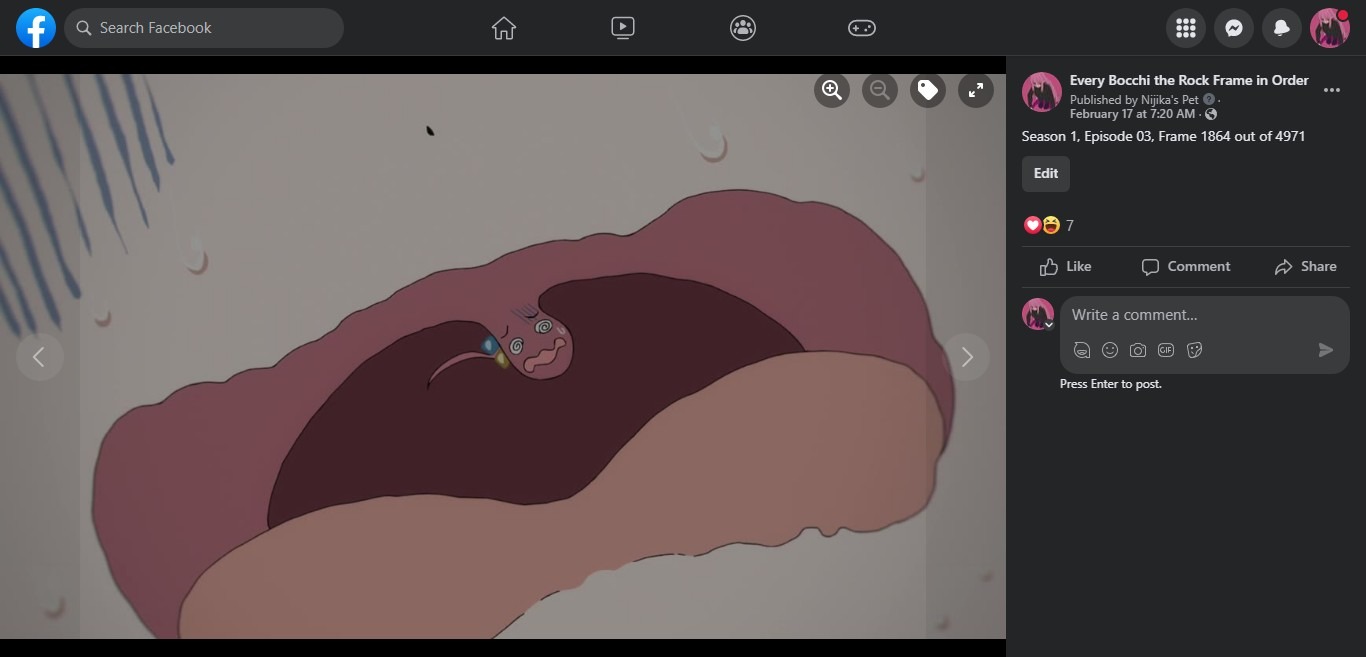 Search Facebook
Every Bocchi the Rock Frame in Order
Published by Nijika's Pet ·
February 17 at 7:20 AM ·
Season 1, Episode 03, Frame 1864 out of 4971
Edit
7
Like Comment Share
Write a comment...
GIF
Press Enter to post.